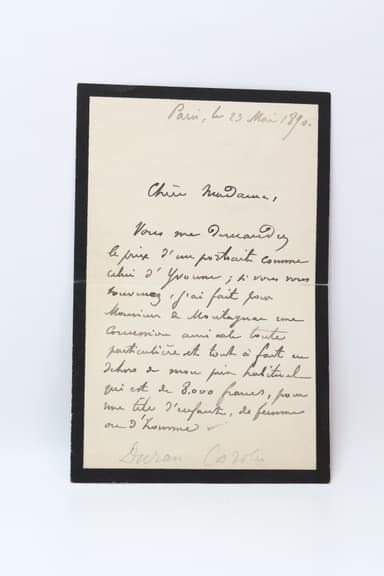 Paris, le 23 Mai 1890.
Chère Madame,
Vous me demandez
le prix d'un portrait comme
celui d'Yvonne ; si vous vous
souvenez, j'ai fait pour
Monsieur de Montagnac une
concession amicale toute
particulière et tout à fait en
dehors de mon prix habituel
qui est de 8.000 francs, pour
une tête d'enfant, de femme
ou d'homme
Duran Carolus